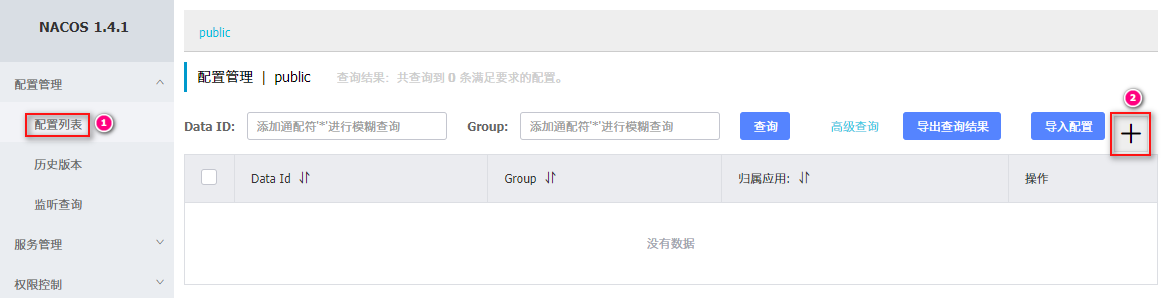 NACOS 1.4.1
配置管理
配置列表 1
历史版本
监听查询
服务管理
权限控制
public
配置管理 | public 查询结果：共查询到 0 条满足要求的配置。
2
Data ID: 添加通配符'*'进行模糊查询 Group: 添加通配符'*'进行模糊查询 查询 高级查询 导出查询结果 导入配置 +
Data Id Group 归属应用: 操作
没有数据